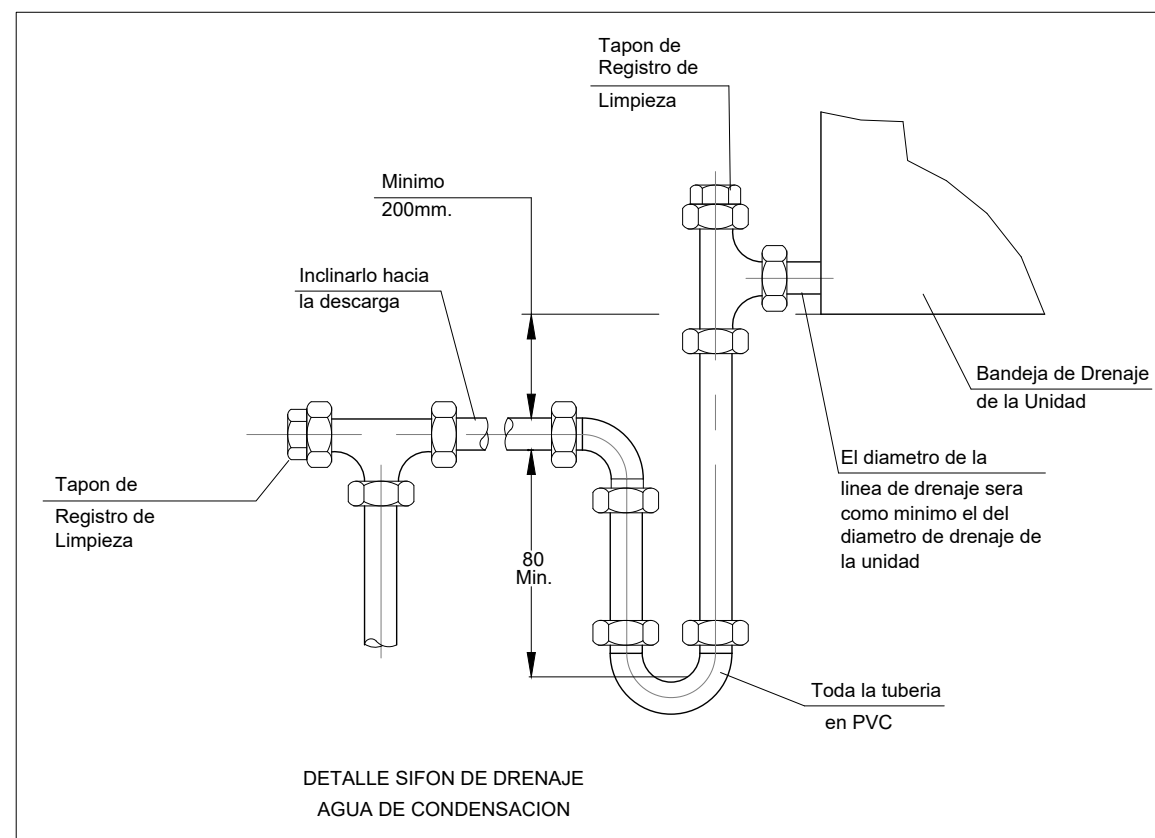 Tapon de
Registro de
Limpieza
Minimo
200mm.
Inclinarlo hacia
la descarga
Bandeja de Drenaje
de la Unidad
El diametro de la
linea de drenaje sera
como minimo el del
diametro de drenaje de
la unidad
Tapon de
Registro de
Limpieza
80
Min.
Toda la tuberia
en PVC
DETALLE SIFON DE DRENAJE
AGUA DE CONDENSACION